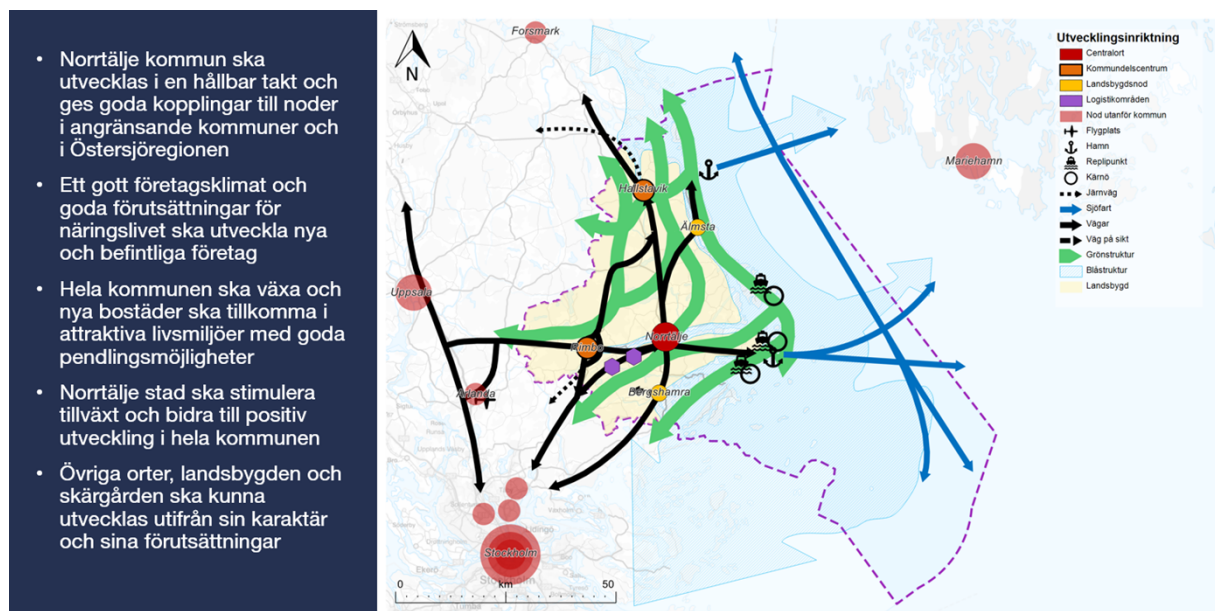 • Norrtälje kommun ska
utvecklas i en hållbar takt och
ges goda kopplingar till noder
i angränsande kommuner och
i Östersjöregionen
• Ett gott företagsklimat och
goda förutsättningar för
näringslivet ska utveckla nya
och befintliga företag
• Hela kommunen ska växa och
nya bostäder ska tillkomma i
attraktiva livsmiljöer med goda
pendlingsmöjligheter
• Norrtälje stad ska stimulera
tillväxt och bidra till positiv
utveckling i hela kommunen
• Övriga orter, landsbygden och
skärgården ska kunna
utvecklas utifrån sin karaktär
och sina förutsättningar
N
Forsmark
Hallstavik
Älmsta
Mariehamn
Uppsala
Norrtälje
Rimbo
Arlanda
Bergshamra
Lidingö
Stockholm
Ekerö
0 km 50
Utvecklingsinriktning
Centralort
Kommundelscentrum
Landsbygdsnod
Logistikområden
Nod utanför kommun
Flygplats
Hamn
Replipunkt
Kärnö
Järnväg
Sjöfart
Vägar
Väg på sikt
Grönstruktur
Blåstruktur
Landsbygd